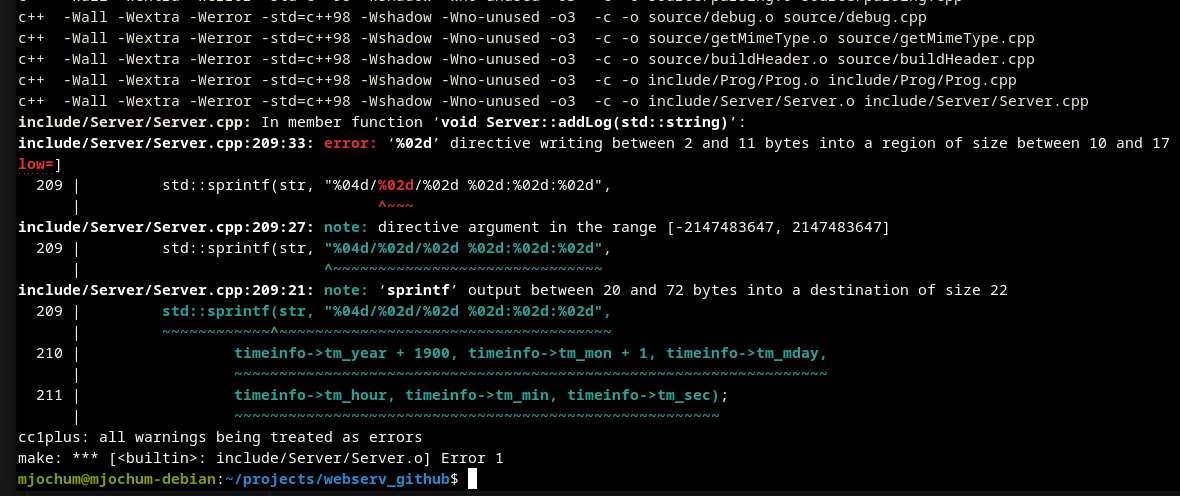 c++  -Wall -Wextra -Werror -std=c++98 -Wshadow -Wno-unused -o3  -c -o source/debug.o source/debug.cpp
c++  -Wall -Wextra -Werror -std=c++98 -Wshadow -Wno-unused -o3  -c -o source/getMimeType.o source/getMimeType.cpp
c++  -Wall -Wextra -Werror -std=c++98 -Wshadow -Wno-unused -o3  -c -o source/buildHeader.o source/buildHeader.cpp
c++  -Wall -Wextra -Werror -std=c++98 -Wshadow -Wno-unused -o3  -c -o include/Prog/Prog.o include/Prog/Prog.cpp
c++  -Wall -Wextra -Werror -std=c++98 -Wshadow -Wno-unused -o3  -c -o include/Server/Server.o include/Server/Server.cpp
include/Server/Server.cpp: In member function ‘void Server::addLog(std::string)’:
include/Server/Server.cpp:209:33: error: ‘%02d’ directive writing between 2 and 11 bytes into a region of size between 10 and 17
low=]
  209 |         std::sprintf(str, "%04d/%02d/%02d %02d:%02d:%02d",
      |                                 ^~~~
include/Server/Server.cpp:209:27: note: directive argument in the range [-2147483647, 2147483647]
  209 |         std::sprintf(str, "%04d/%02d/%02d %02d:%02d:%02d",
      |                           ^~~~~~~~~~~~~~~~~~~~~~~~~~~~~~~
include/Server/Server.cpp:209:21: note: ‘sprintf’ output between 20 and 72 bytes into a destination of size 22
  209 |         std::sprintf(str, "%04d/%02d/%02d %02d:%02d:%02d",
      |         ~~~~~~~~~~~~^~~~~~~~~~~~~~~~~~~~~~~~~~~~~~~~~~~~~~
  210 |                 timeinfo->tm_year + 1900, timeinfo->tm_mon + 1, timeinfo->tm_mday,
      |                 ~~~~~~~~~~~~~~~~~~~~~~~~~~~~~~~~~~~~~~~~~~~~~~~~~~~~~~~~~~~~~~~~~~
  211 |                 timeinfo->tm_hour, timeinfo->tm_min, timeinfo->tm_sec);
      |                 ~~~~~~~~~~~~~~~~~~~~~~~~~~~~~~~~~~~~~~~~~~~~~~~~~~~~~~
cc1plus: all warnings being treated as errors
make: *** [<builtin>: include/Server/Server.o] Error 1
mjochum@mjochum-debian:~/projects/webserv_github$